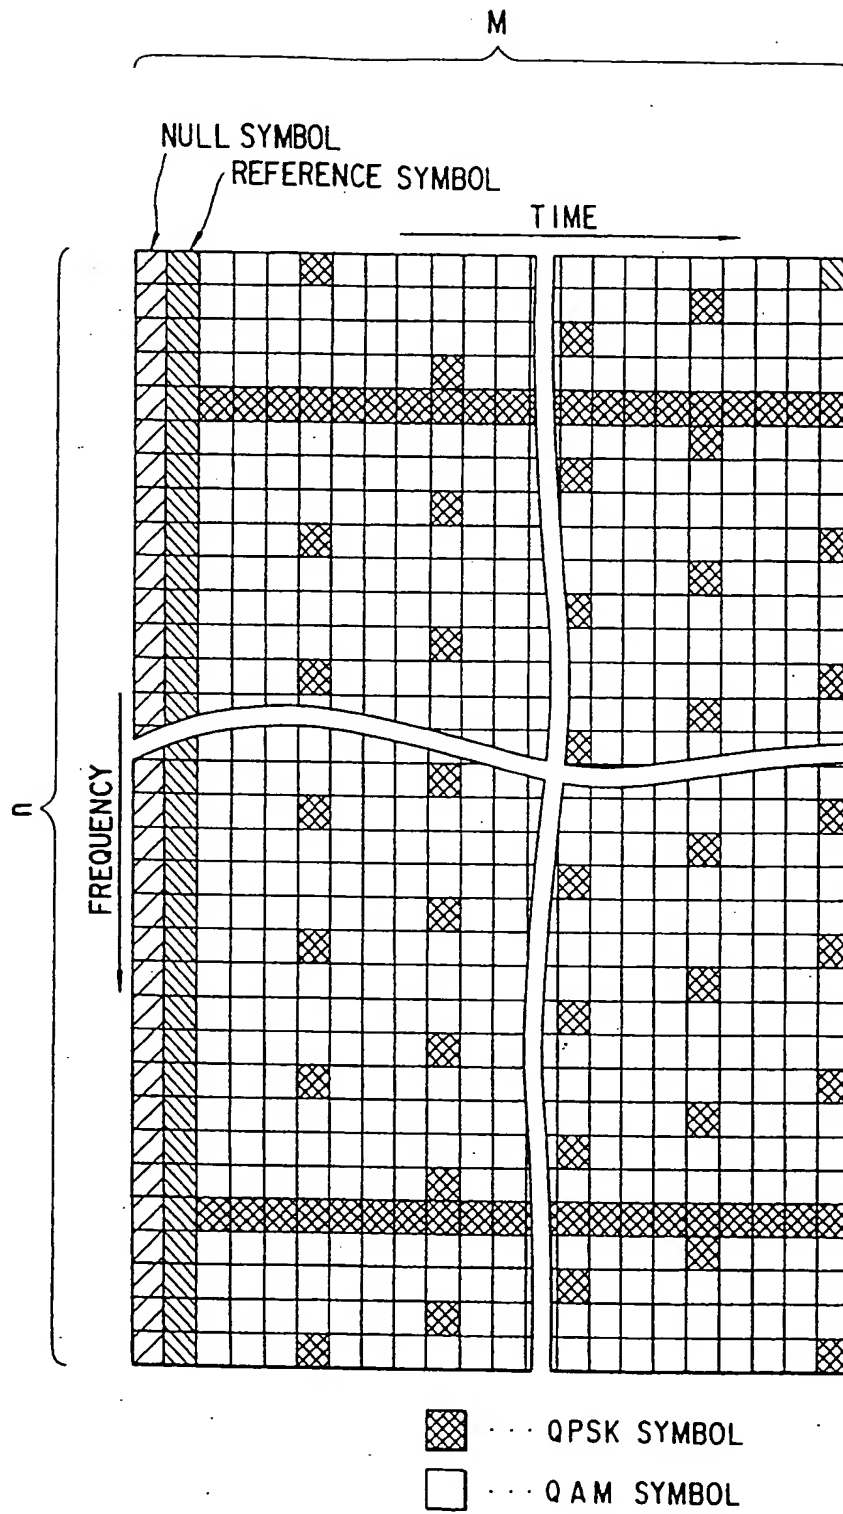 M
NULL SYMBOL
REFERENCE SYMBOL
TIME
n
FREQUENCY
··· QPSK SYMBOL
··· QAM SYMBOL